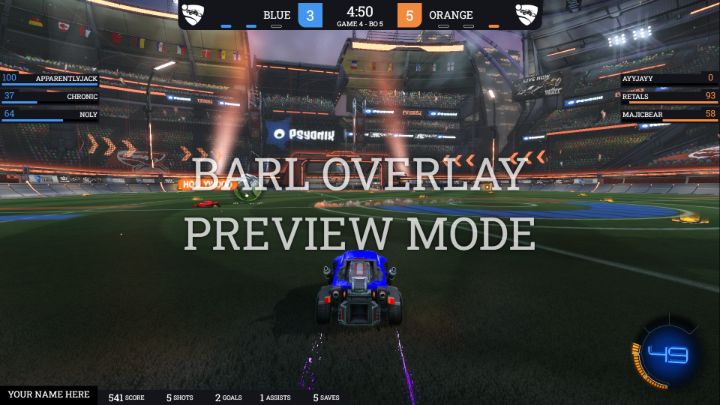 BLUE 3 4:50 5 ORANGE
GAME 4 - BO 5
100 APPARENTLYJACK
37 CHRONIC
64 NOLY
AYYJAYY 0
RETALS 93
MAJICBEAR 58
PSYONIX
BARL OVERLAY
PREVIEW MODE
49
YOUR NAME HERE 541 SCORE 5 SHOTS 2 GOALS 1 ASSISTS 5 SAVES